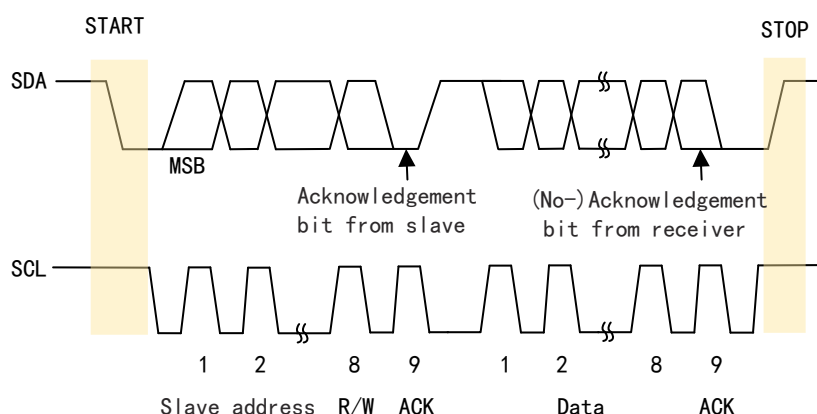 START
STOP
SDA
MSB
Acknowledgement
bit from slave
(No-) Acknowledgement
bit from receiver
SCL
1 2 8 9 1 2 8 9
Slave address R/W ACK Data ACK